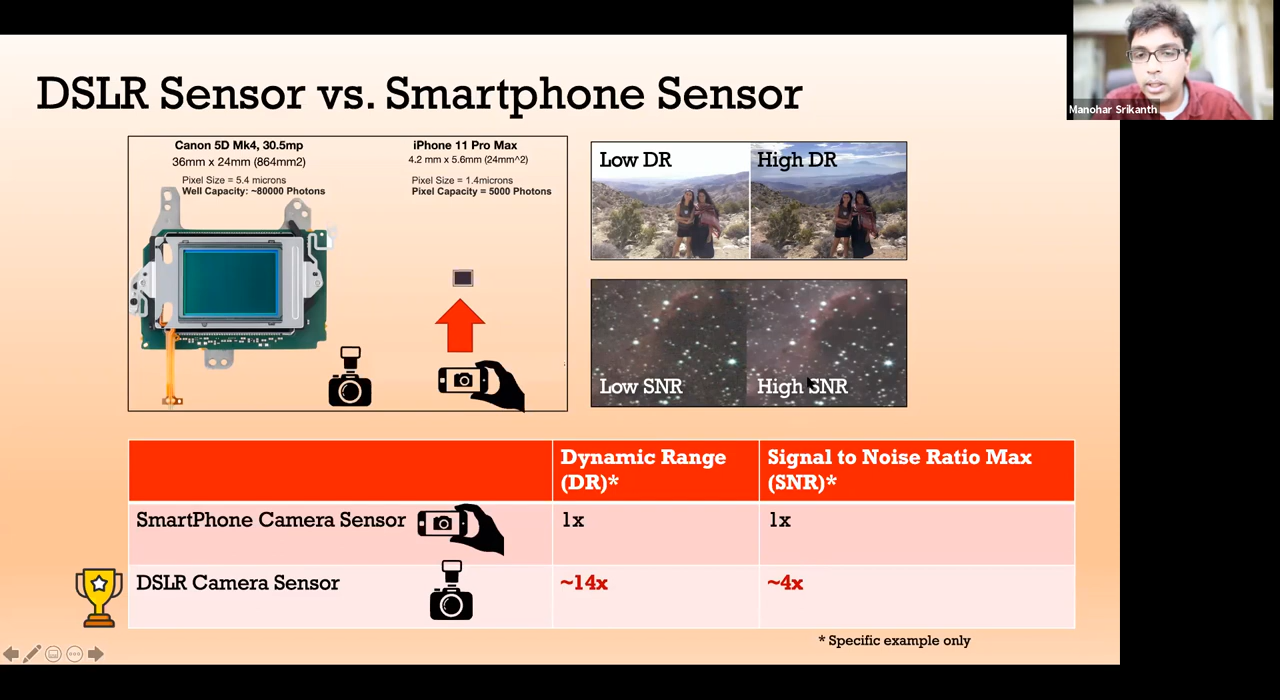 DSLR Sensor vs. Smartphone Sensor
Manohar Srikanth
Canon 5D Mk4, 30.5mp
36mm x 24mm (864mm2)
Pixel Size = 5.4 microns
Well Capacity: ~80000 Photons
iPhone 11 Pro Max
4.2 mm x 5.6mm (24mm^2)
Pixel Size = 1.4microns
Pixel Capacity = 5000 Photons
Low DR
High DR
Low SNR
High SNR
Dynamic Range
(DR)*
Signal to Noise Ratio Max
(SNR)*
SmartPhone Camera Sensor
1x
1x
DSLR Camera Sensor
~14x
~4x
* Specific example only